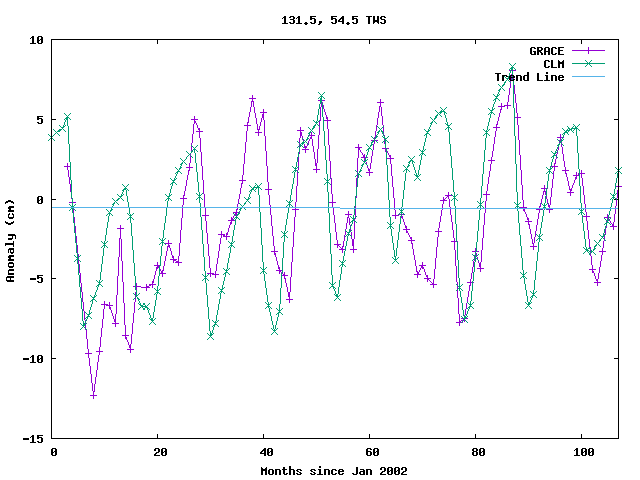 131.5, 54.5 TWS
GRACE
CLM
Trend Line
Anomaly (cm)
10
5
0
-5
-10
-15
0 20 40 60 80 100
Months since Jan 2002